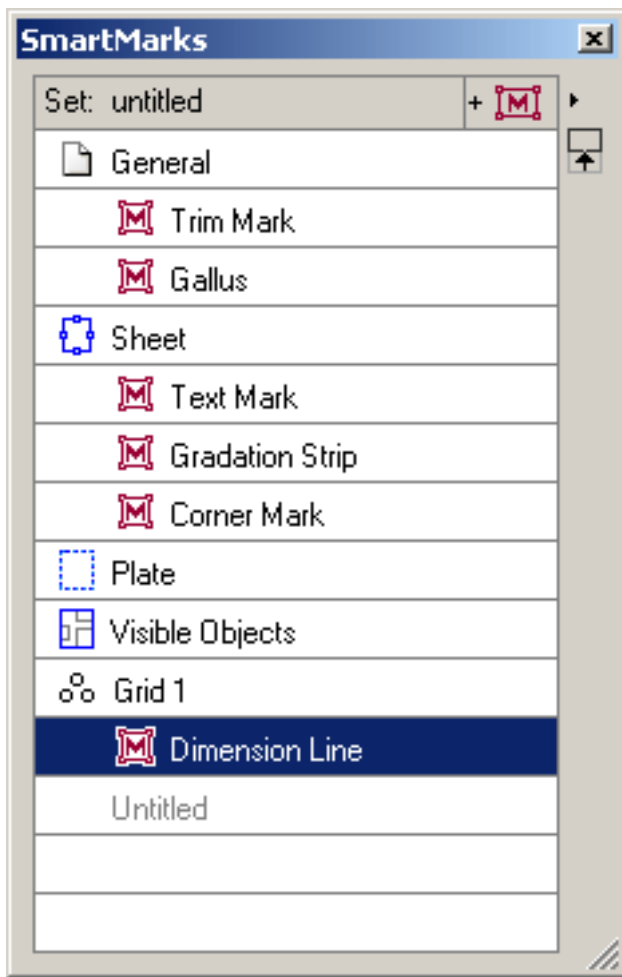 SmartMarks
Set: untitled
General
Trim Mark
Gallus
Sheet
Text Mark
Gradation Strip
Corner Mark
Plate
Visible Objects
Grid 1
Dimension Line
Untitled